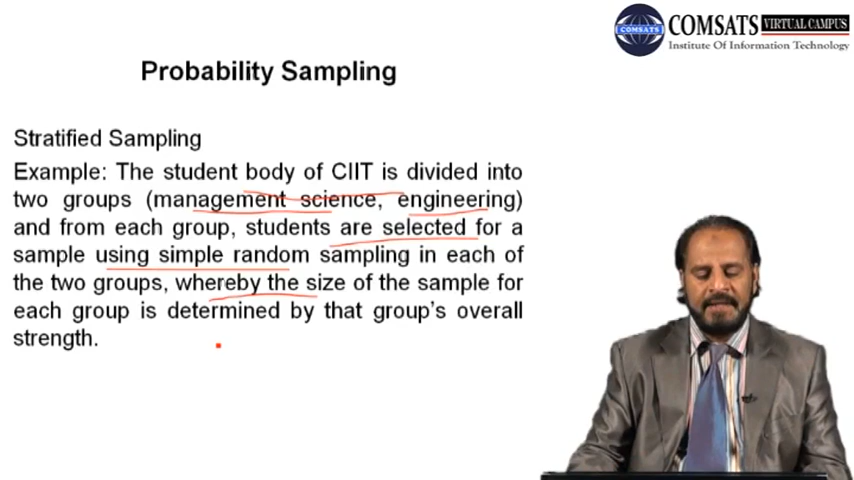 COMSATS VIRTUAL CAMPUS
COMSATS
Institute Of Information Technology
Probability Sampling
Stratified Sampling
Example: The student body of CIIT is divided into
two groups (management science, engineering)
and from each group, students are selected for a
sample using simple random sampling in each of
the two groups, whereby the size of the sample for
each group is determined by that group's overall
strength.